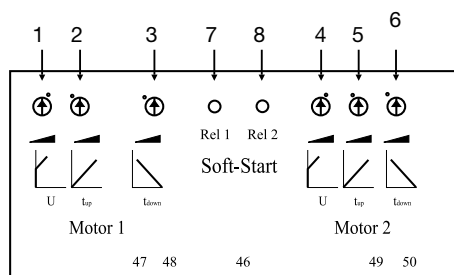 1 2 3 7 8 4 5 6
Rel 1 Rel 2
Soft-Start
U tup tdown U tup tdown
Motor 1 Motor 2
47 48 46 49 50